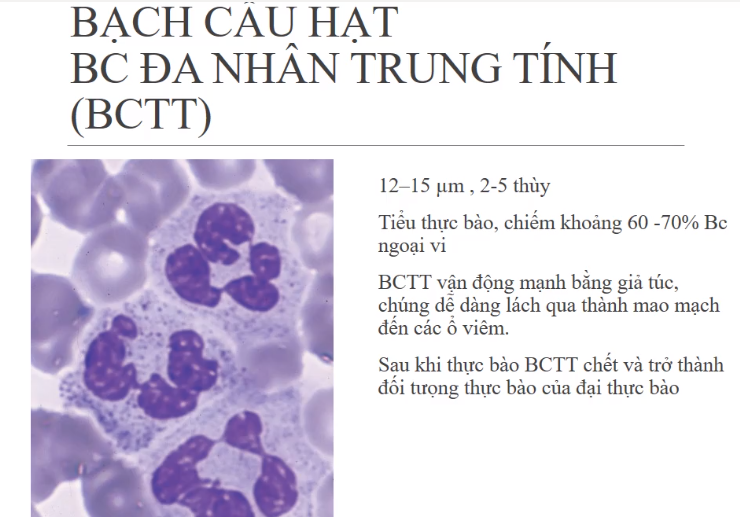 BẠCH CẦU HẠT
BC ĐA NHÂN TRUNG TÍNH
(BCTT)
12–15 µm , 2-5 thùy
Tiểu thực bào, chiếm khoảng 60 -70% Bc
ngoại vi
BCTT vận động mạnh bằng giả túc,
chúng dễ dàng lách qua thành mao mạch
đến các ổ viêm.
Sau khi thực bào BCTT chết và trở thành
đối tượng thực bào của đại thực bào